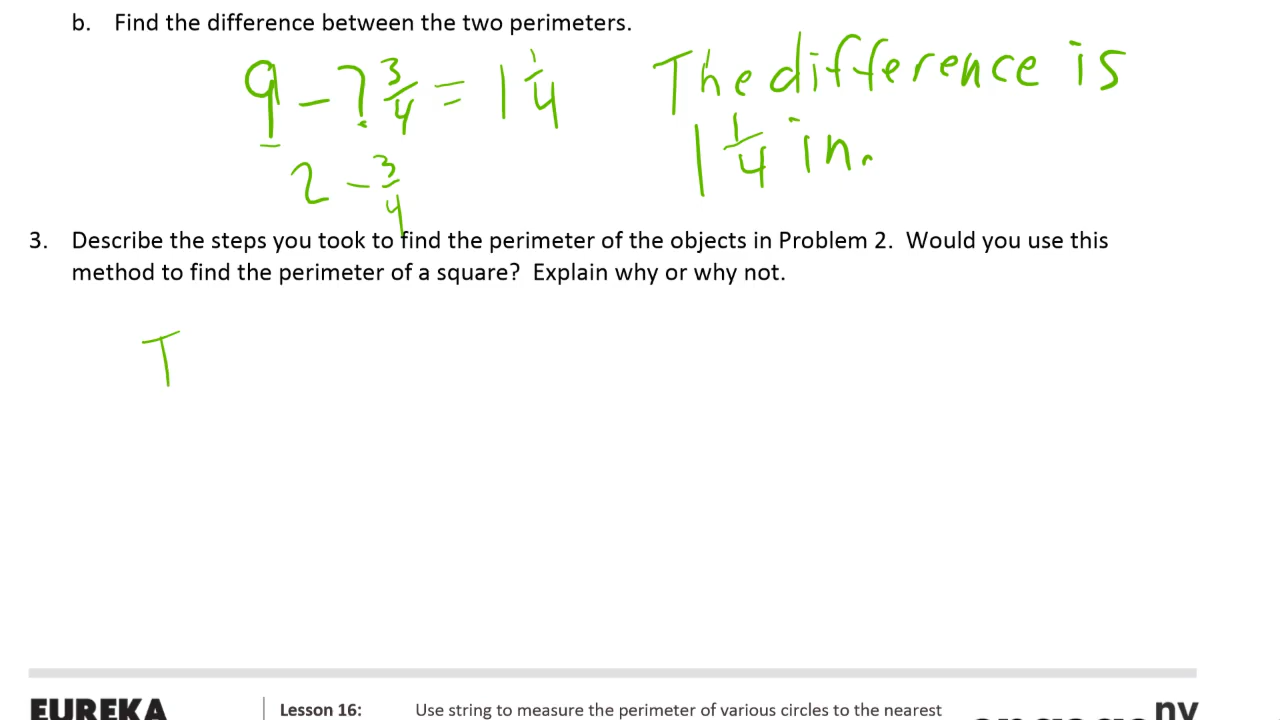 b. Find the difference between the two perimeters.
9 - 7 3/4 = 1 1/4
2 - 3/4
The difference is
1 1/4 in.
3. Describe the steps you took to find the perimeter of the objects in Problem 2. Would you use this
method to find the perimeter of a square? Explain why or why not.
T
EUREKA
Lesson 16: Use string to measure the perimeter of various circles to the nearest
engage ny